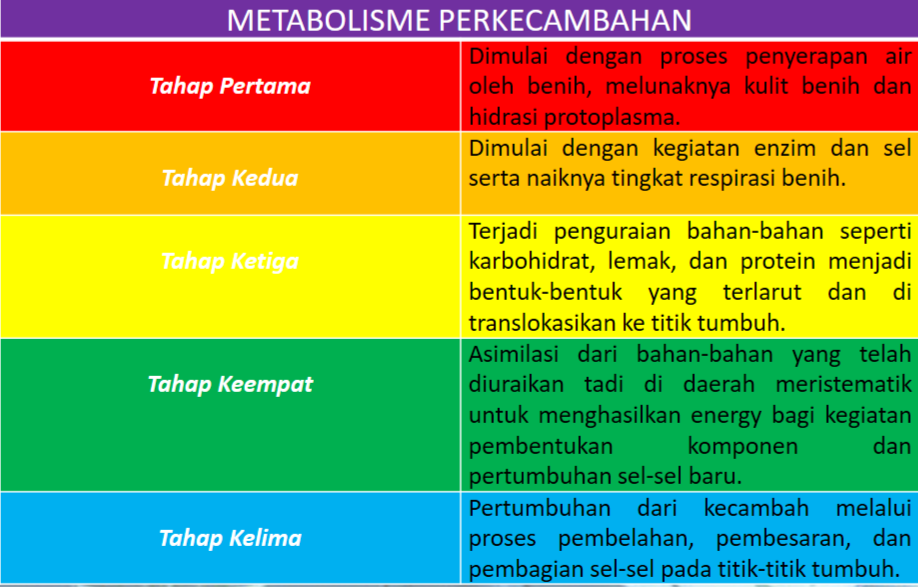 METABOLISME PERKECAMBAHAN
Tahap Pertama
Dimulai dengan proses penyerapan air
oleh benih, melunaknya kulit benih dan
hidrasi protoplasma.
Tahap Kedua
Dimulai dengan kegiatan enzim dan sel
serta naiknya tingkat respirasi benih.
Tahap Ketiga
Terjadi penguraian bahan-bahan seperti
karbohidrat, lemak, dan protein menjadi
bentuk-bentuk yang terlarut dan di
translokasikan ke titik tumbuh.
Tahap Keempat
Asimilasi dari bahan-bahan yang telah
diuraikan tadi di daerah meristematik
untuk menghasilkan energy bagi kegiatan
pembentukan komponen dan
pertumbuhan sel-sel baru.
Tahap Kelima
Pertumbuhan dari kecambah melalui
proses pembelahan, pembesaran, dan
pembagian sel-sel pada titik-titik tumbuh.